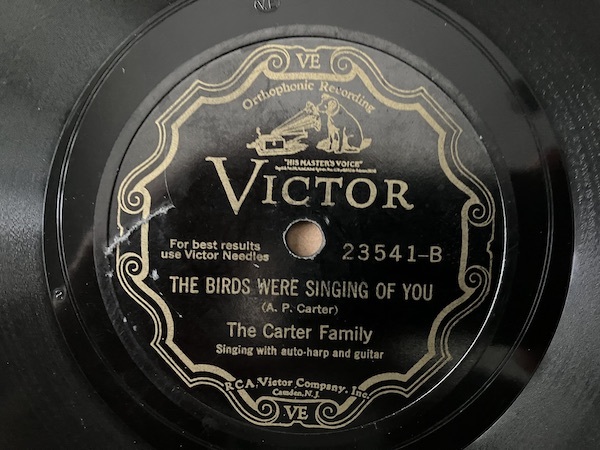 VE
Orthophonic Recording
"HIS MASTER'S VOICE"
VICTOR
For best results
use Victor Needles
23541-B
THE BIRDS WERE SINGING OF YOU
(A. P. Carter)
The Carter Family
Singing with auto-harp and guitar
RCA Victor Company, Inc.
Camden, N.J.
VE